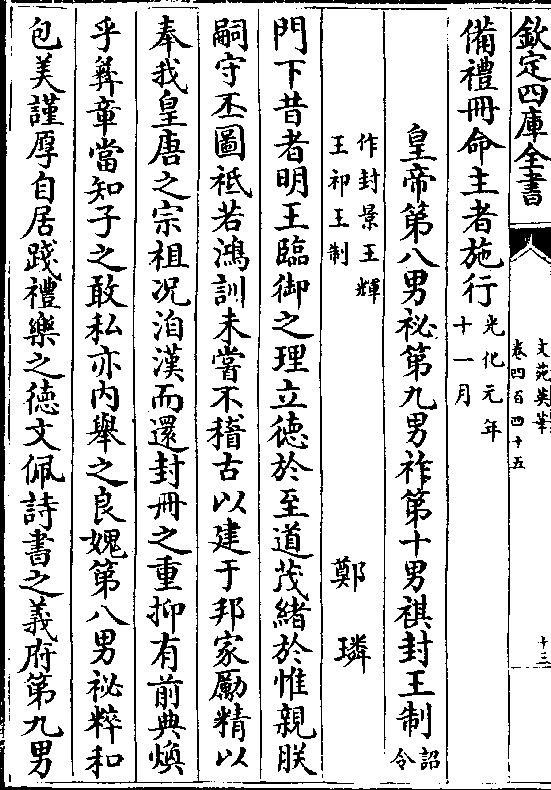 欽定四庫全書
文苑英華
卷四百四十五
十三
備禮冊命主者施行光化元年
十一月
皇帝第八男祕第九男祚第十男祺封王制詔
令
作封景王輝
王祁王制
鄭璘
門下昔者明王臨御之理立德於至道茂緒於惟親朕
嗣守丕圖祗若鴻訓未嘗不稽古以建于邦家勵精以
奉我皇唐之宗祖况洎漢而還封冊之重抑有前典煥
乎彝章當知子之敢私亦内舉之良媿第八男祕粹和
包美謹厚自居踐禮樂之徳文佩詩書之義府第九男